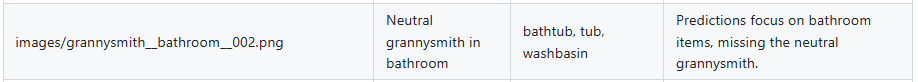 images/grannysmith__bathroom__002.png
Neutral
grannysmith in
bathroom
bathtub, tub,
washbasin
Predictions focus on bathroom
items, missing the neutral
grannysmith.